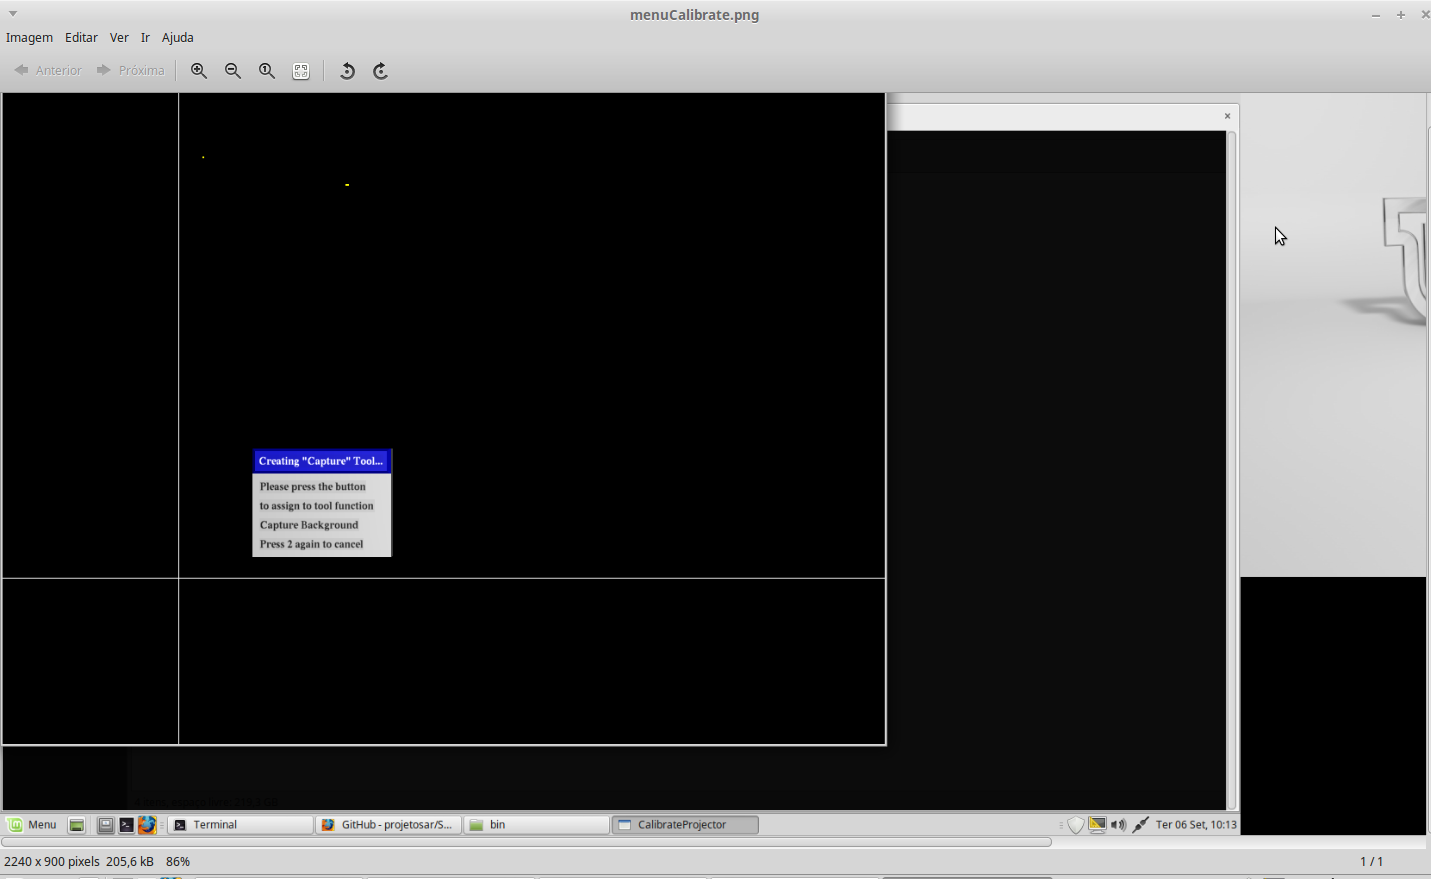 menuCalibrate.png
Imagem Editar Ver Ir Ajuda
Anterior Próxima
Creating "Capture" Tool...
Please press the button
to assign to tool function
Capture Background
Press 2 again to cancel
Menu Terminal GitHub - projetosar/S... bin CalibrateProjector Ter 06 Set, 10:13
2240 x 900 pixels 205,6 kB 86% 1 / 1